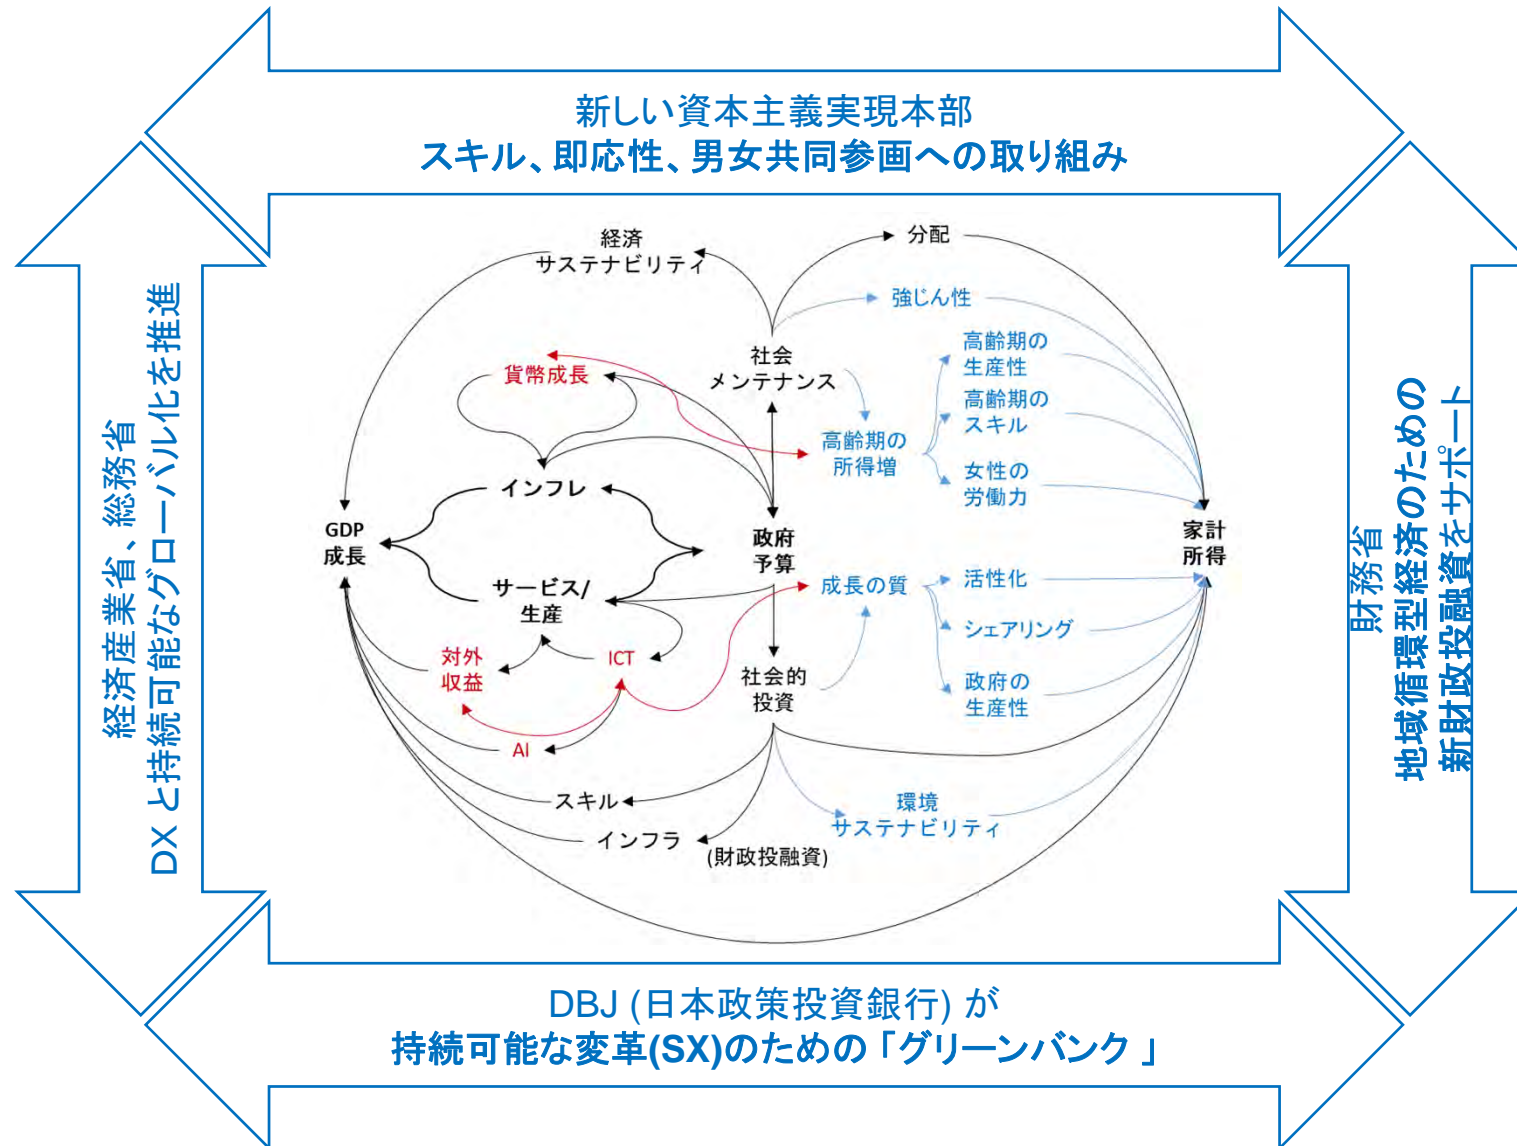 新しい資本主義実現本部
スキル、即応性、男女共同参画への取り組み
経済産業省、総務省
DX と持続可能なグローバル化を推進
経済
サステナビリティ
分配
強じん性
社会
メンテナンス
高齢期の
生産性
貨幣成長
高齢期の
スキル
高齢期の
所得増
女性の
労働力
インフレ
GDP
成長
政府
予算
家計
所得
サービス/
生産
成長の質
活性化
シェアリング
対外
収益
ICT
社会的
投資
政府の
生産性
AI
スキル
環境
サステナビリティ
インフラ
(財政投融資)
財務省
地域循環型経済のための
新財政投融資をサポート
DBJ (日本政策投資銀行) が
持続可能な変革(SX)のための「グリーンバンク 」